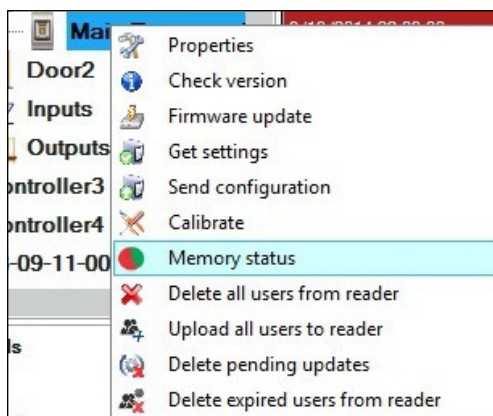 Mai
Properties
Door2
Check version
Inputs
Firmware update
Outputs
Get settings
ontroller3
Send configuration
ontroller4
Calibrate
-09-11-00
Memory status
Delete all users from reader
Upload all users to reader
ls
Delete pending updates
Delete expired users from reader